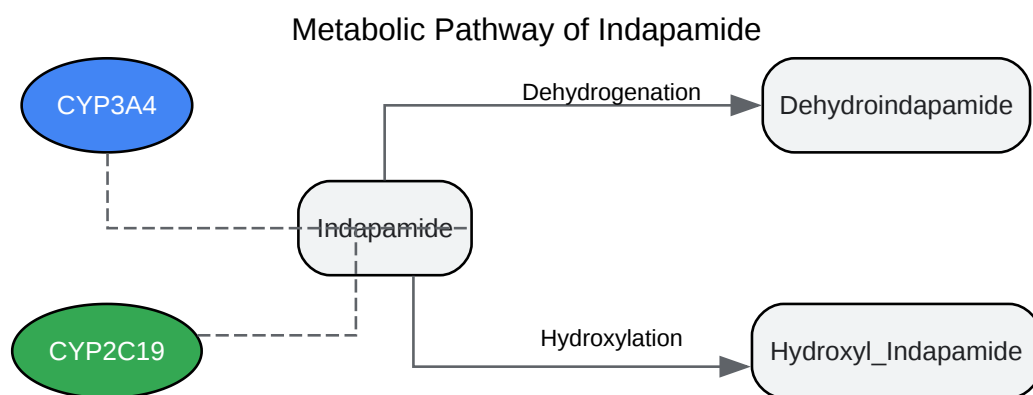 Metabolic Pathway of Indapamide
CYP3A4
Dehydrogenation
Dehydroindapamide
Indapamide
CYP2C19
Hydroxylation
Hydroxyl_Indapamide